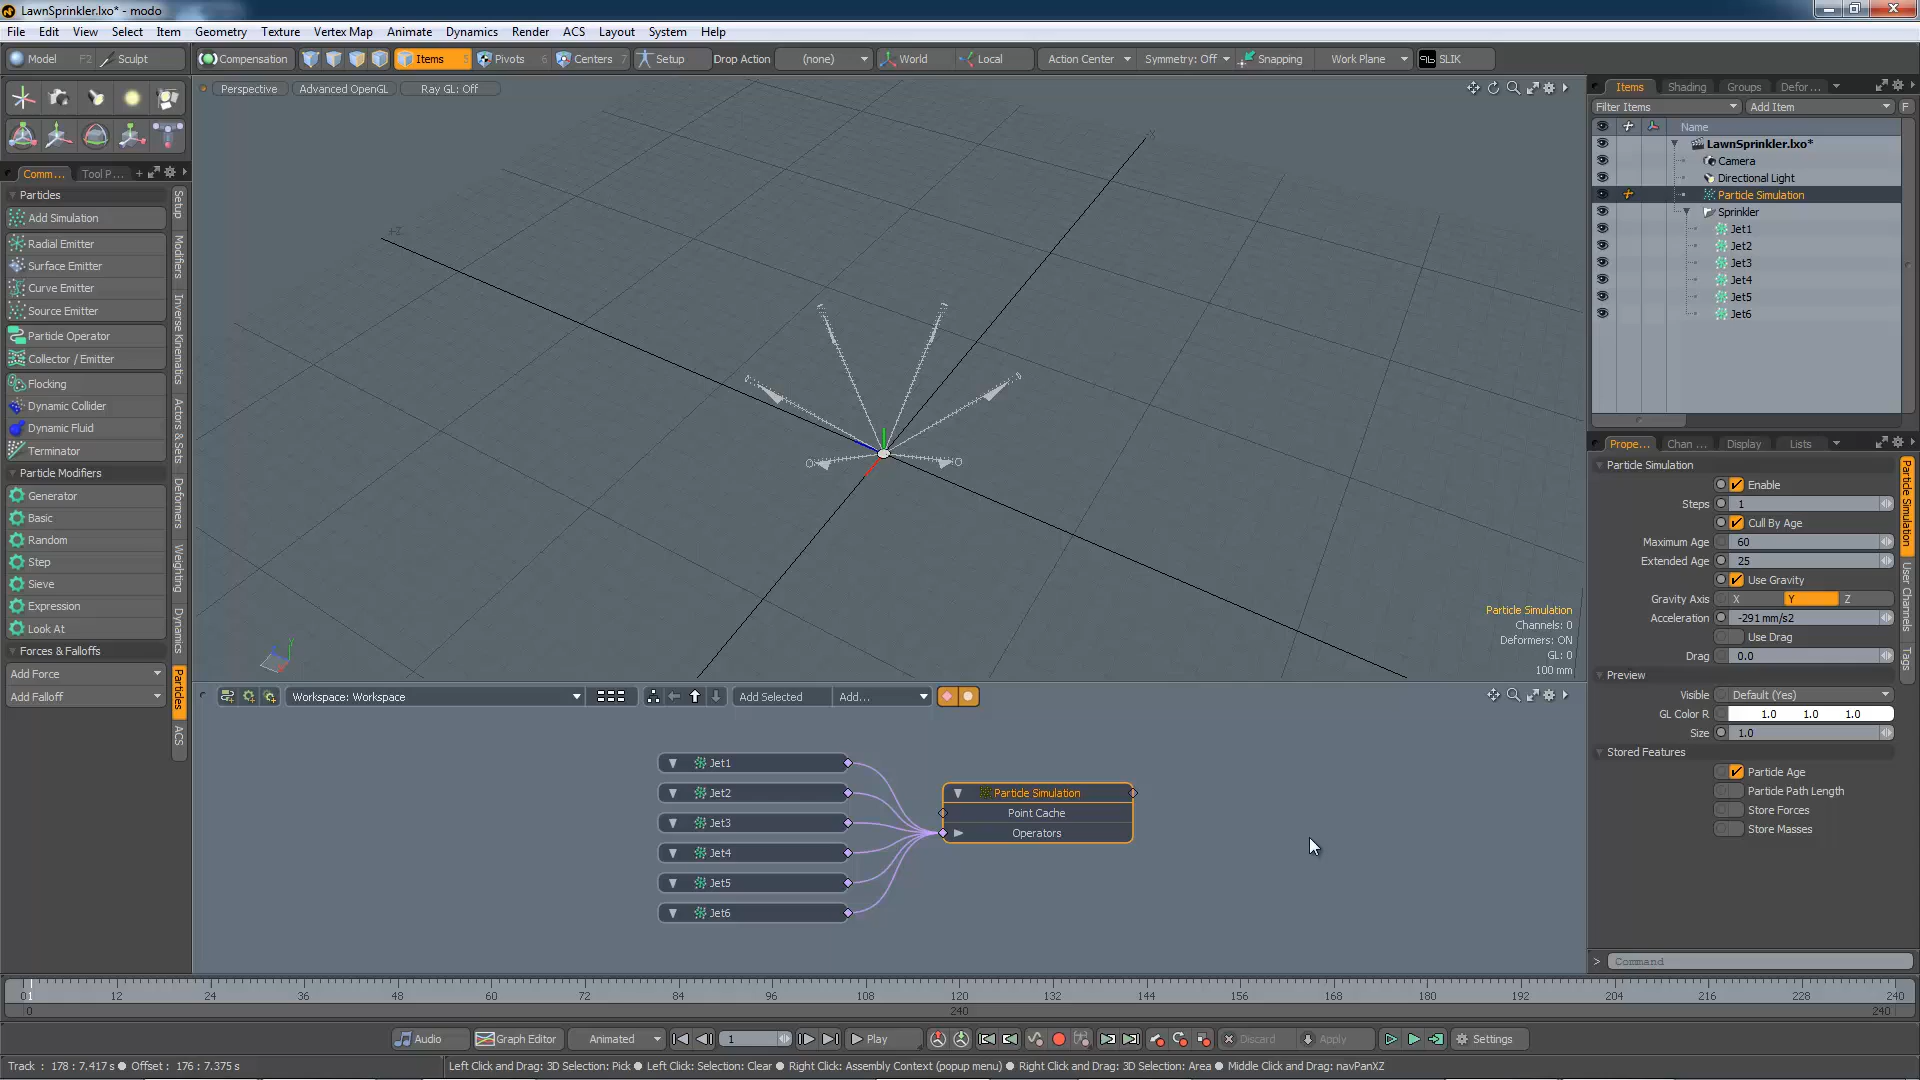 LawnSprinkler.lxo* - modo
File Edit View Select Item Geometry Texture Vertex Map Animate Dynamics Render ACS Layout System Help
Model F2 Sculpt Compensation Items 5 Pivots 6 Centers 7 Setup Drop Action (none) World Local Action Center Symmetry: Off Snapping Work Plane SLIK
Perspective Advanced OpenGL Ray GL: Off
Items Shading Groups Defor ...
Filter Items Add Item F
Name
LawnSprinkler.lxo*
Camera
Directional Light
Particle Simulation
Sprinkler
Jet1
Jet2
Jet3
Jet4
Jet5
Jet6
Comm... Tool P ...
Particles
Add Simulation
Radial Emitter
Surface Emitter
Curve Emitter
Source Emitter
Particle Operator
Collector / Emitter
Flocking
Dynamic Collider
Dynamic Fluid
Terminator
Particle Modifiers
Generator
Basic
Random
Step
Sieve
Expression
Look At
Forces & Falloffs
Add Force
Add Falloff
Setup
Modifiers
Inverse Kinematics
Actors & Sets
Deformers
Weighting
Dynamics
Particles
ACS
Particle Simulation
Channels: 0
Deformers: ON
GL: 0
100 mm
Prope... Chan ... Display Lists
Particle Simulation
Enable
Steps 1
Cull By Age
Maximum Age 60
Extended Age 25
Use Gravity
Gravity Axis X Y Z
Acceleration -291 mm/s2
Use Drag
Drag 0.0
Preview
Visible Default (Yes)
GL Color R 1.0 1.0 1.0
Size 1.0
Stored Features
Particle Age
Particle Path Length
Store Forces
Store Masses
Particle Simulation
User Channels
Tags
Workspace: Workspace Add Selected Add...
Jet1
Jet2
Jet3
Jet4
Jet5
Jet6
Particle Simulation
Point Cache
Operators
Command
0 1 12 24 36 48 60 72 84 96 108 120 132 144 156 168 180 192 204 216 228 240
0 240 240
Audio Graph Editor Animated 1 Play Discard Apply Settings
Track : 178 : 7.417 s Offset : 176 : 7.375 s Left Click and Drag: 3D Selection: Pick Left Click: Selection: Clear Right Click: Assembly Context (popup menu) Right Click and Drag: 3D Selection: Area Middle Click and Drag: navPanXZ